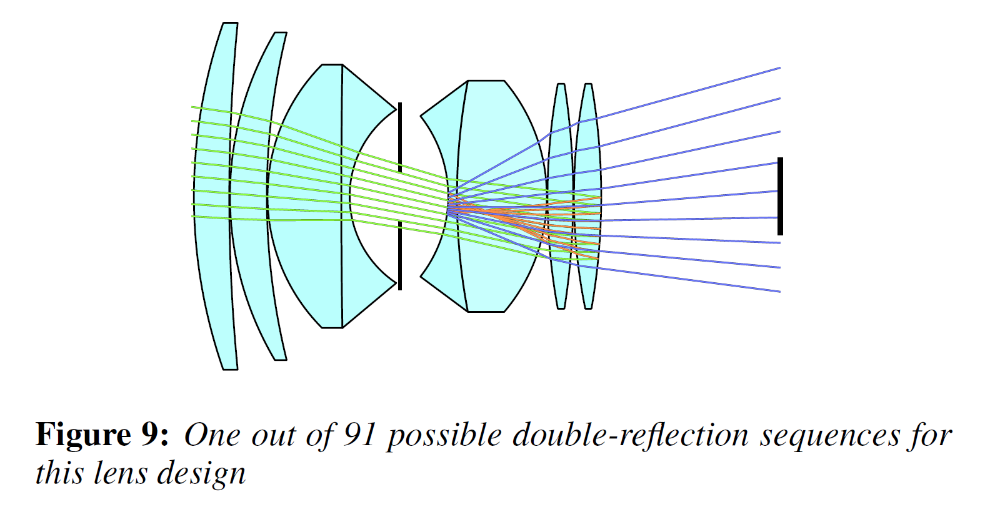 Figure 9: One out of 91 possible double-reflection sequences for
this lens design